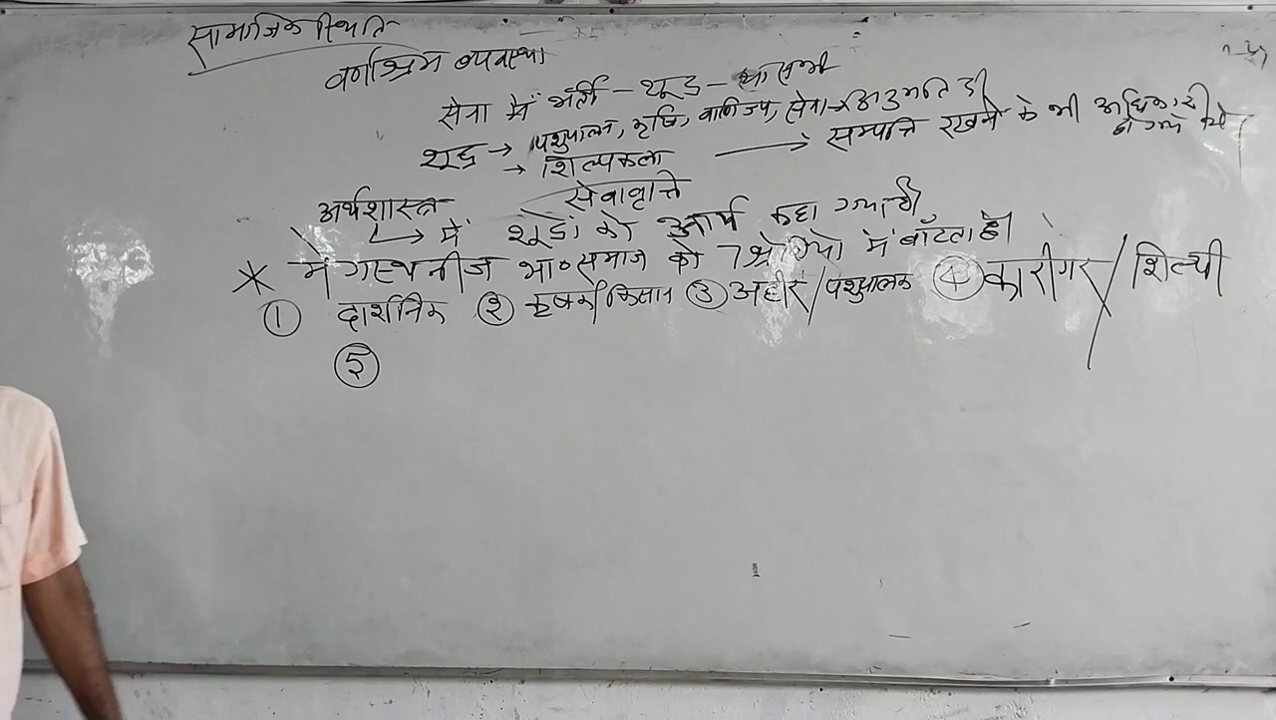 सामाजिक स्थिति
वर्णाश्रम व्यवस्था
सेना में भर्ती - शूद्र -
शूद्र → पशुपालन, कृषि, वाणिज्य, सेना → अनुमति दी
→ शिल्पकला → सम्पत्ति रखने के भी अधिकारी हो गये थे।
सेवावृत्ति
अर्थशास्त्र
↳ में शूद्रों को आर्य कहा गया है
* मेगस्थनीज भा० समाज को 7 श्रेणियो में बाँटता है।
① दार्शनिक ② कृषक/किसान ③ अहीर/पशुपालक ④ कारीगर/शिल्पी
⑤